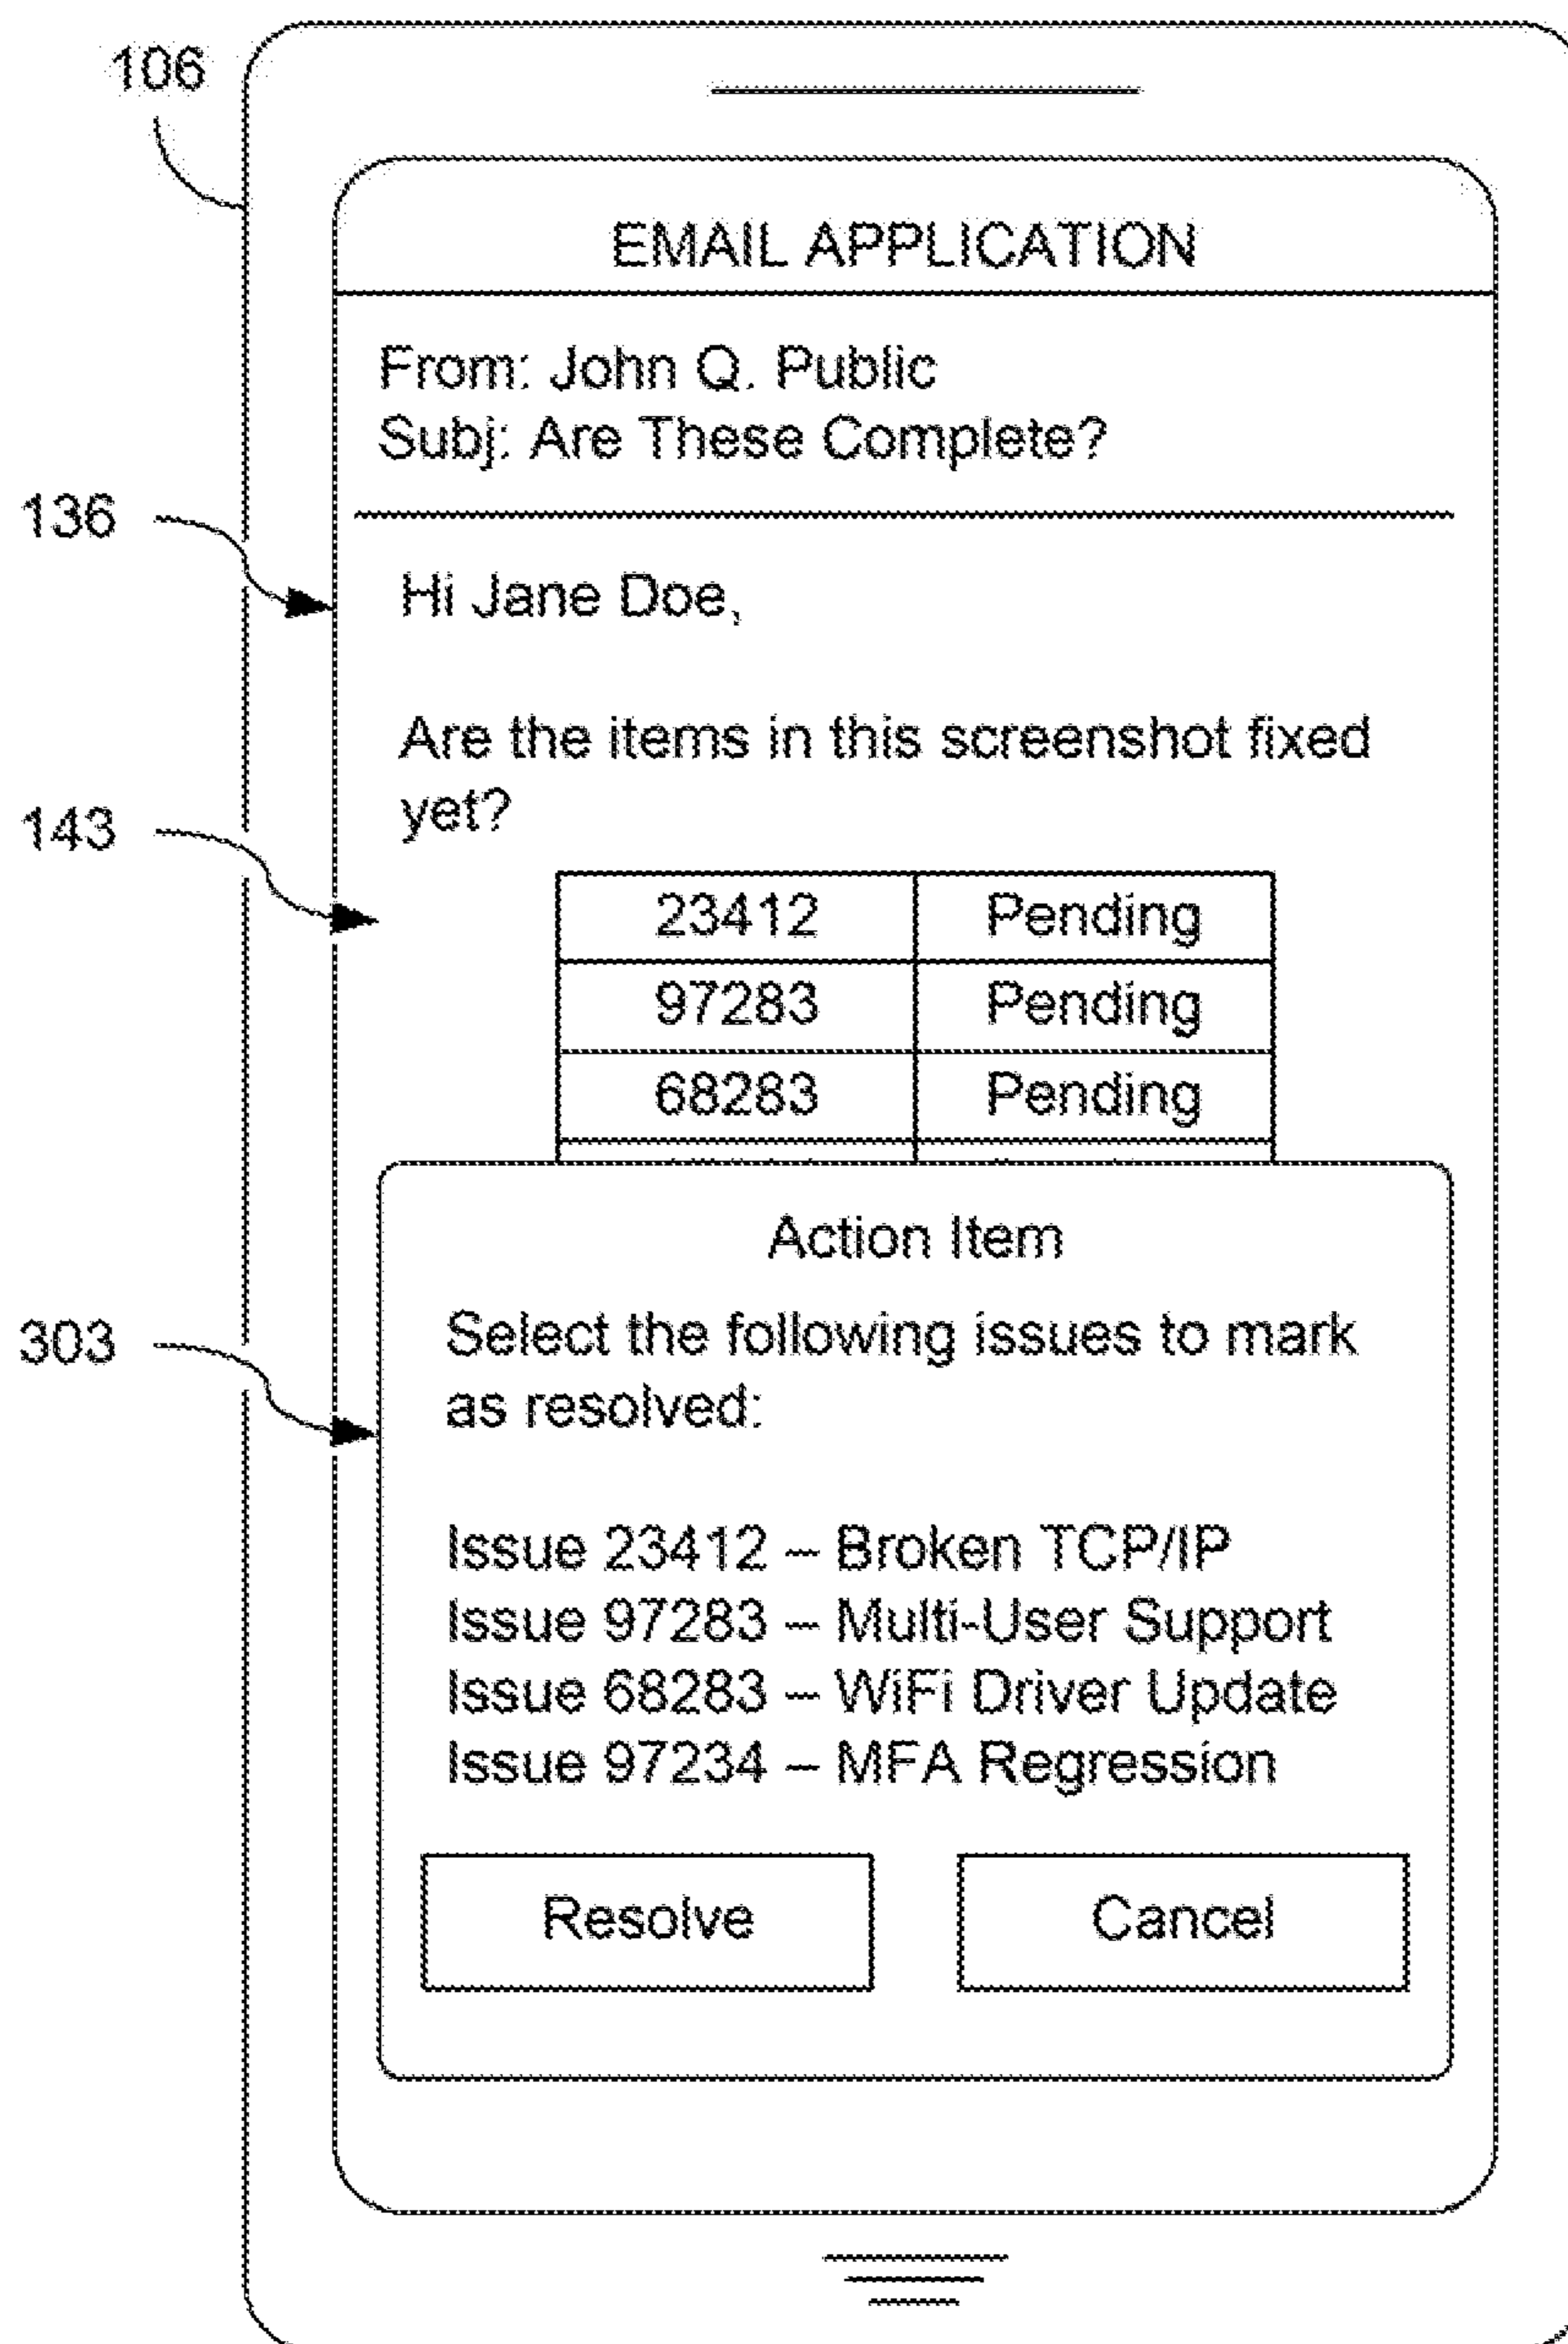 106
EMAIL APPLICATION
From: John Q. Public
Subj: Are These Complete?
136
Hi Jane Doe,
Are the items in this screenshot fixed
yet?
143
23412 Pending
97283 Pending
68283 Pending
Action Item
303
Select the following issues to mark
as resolved:
Issue 23412 – Broken TCP/IP
Issue 97283 – Multi-User Support
Issue 68283 – WiFi Driver Update
Issue 97234 – MFA Regression
Resolve Cancel